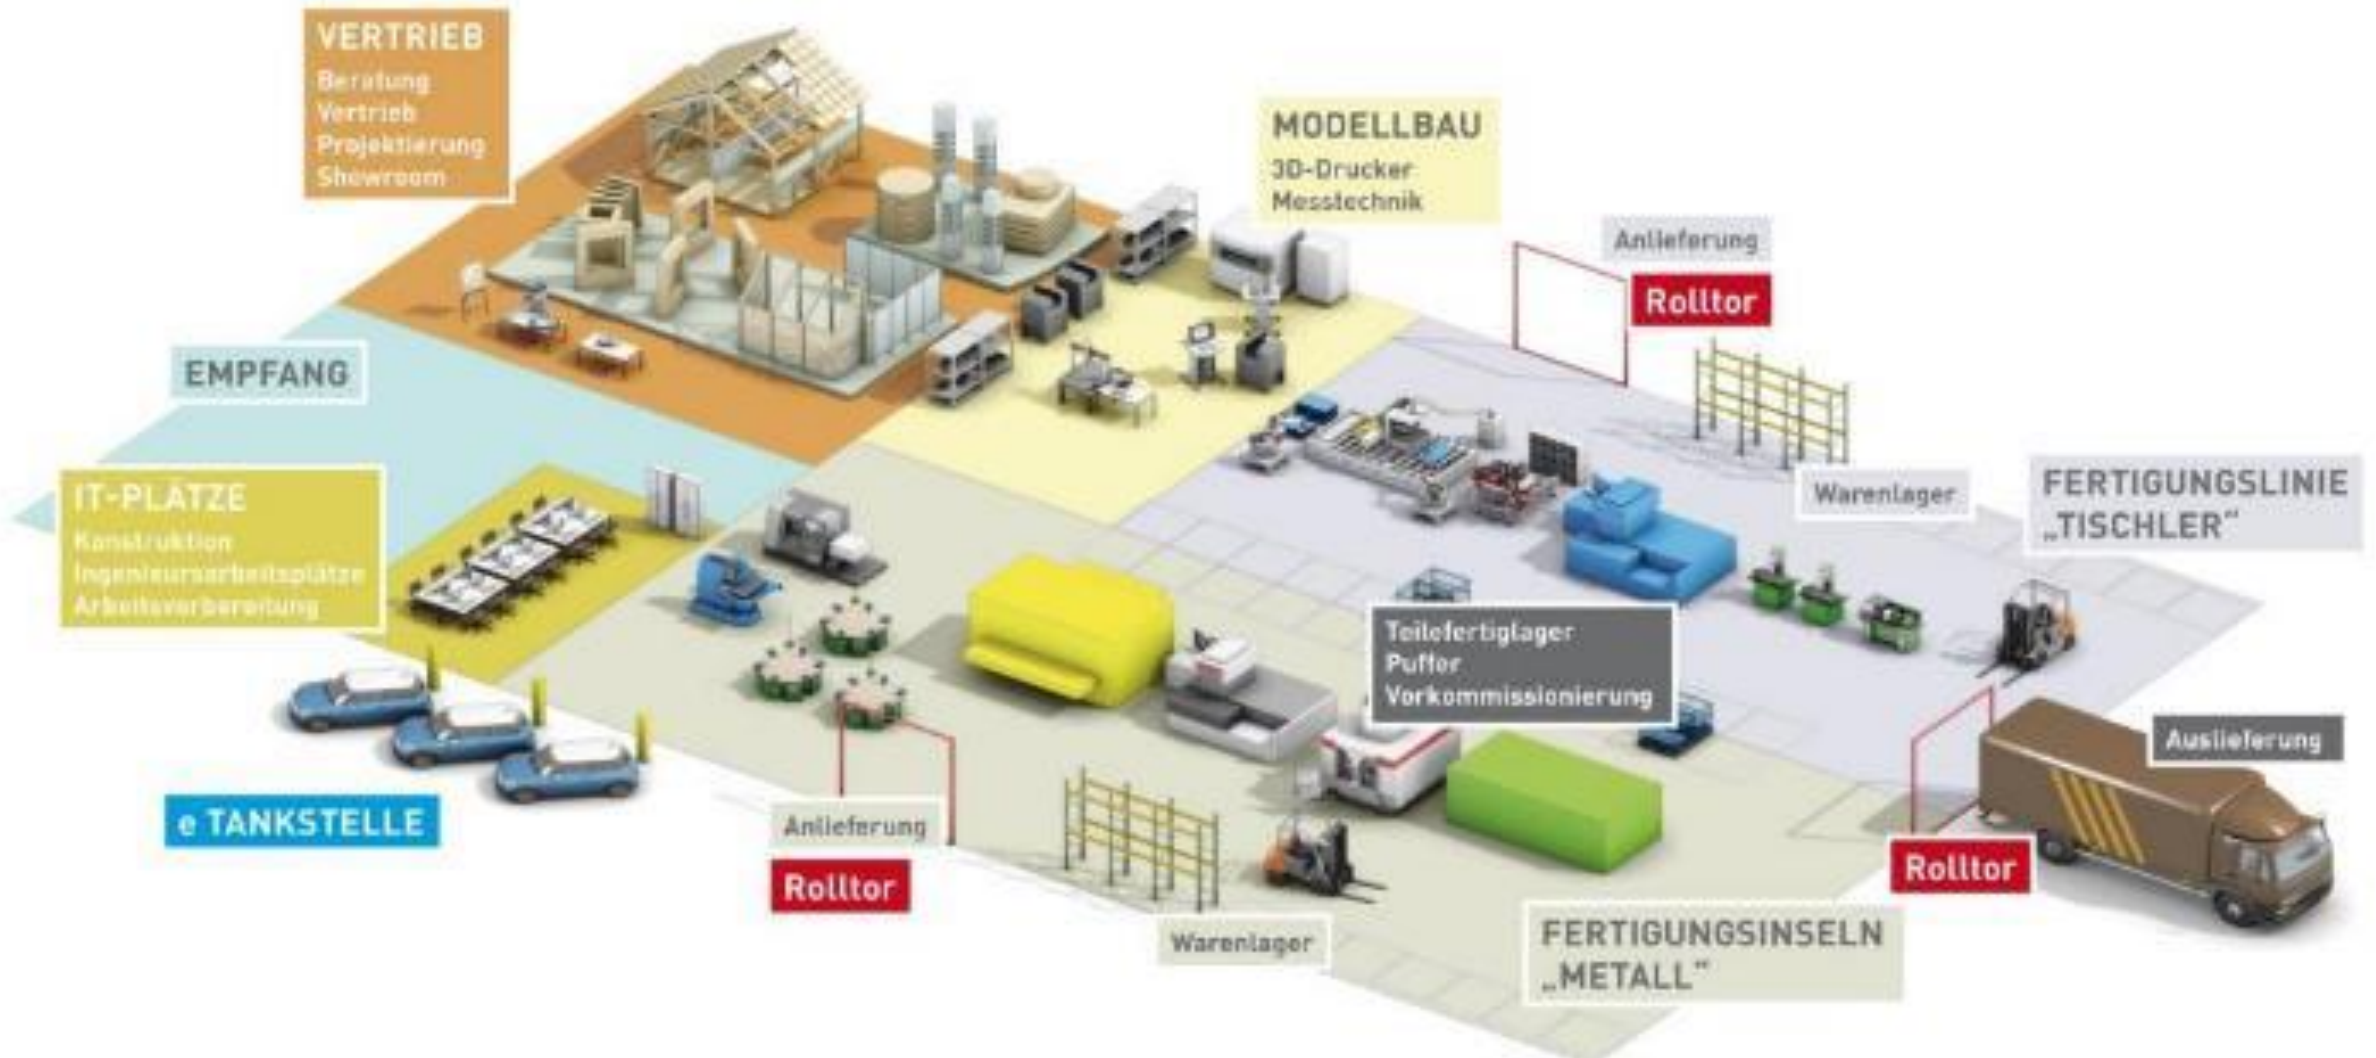 VERTRIEB
Beratung
Vertrieb
Projektierung
Showroom
MODELLBAU
3D-Drucker
Messtechnik
Anlieferung
Rolltor
EMPFANG
IT-PLÄTZE
Konstruktion
Ingenieursarbeitsplätze
Arbeitsvorbereitung
Warenlager
FERTIGUNGSLINIE
„TISCHLER“
Teilefertiglager
Puffer
Vorkommissionierung
Auslieferung
e TANKSTELLE
Anlieferung
Rolltor
Rolltor
Warenlager
FERTIGUNGSINSELN
„METALL“